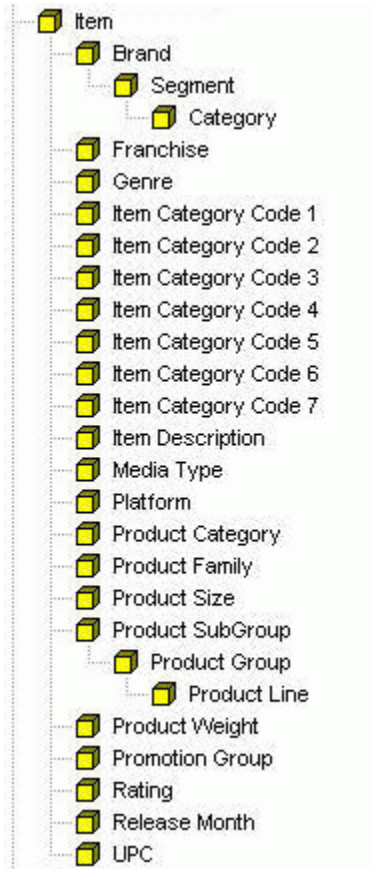 Item
Brand
Segment
Category
Franchise
Genre
Item Category Code 1
Item Category Code 2
Item Category Code 3
Item Category Code 4
Item Category Code 5
Item Category Code 6
Item Category Code 7
Item Description
Media Type
Platform
Product Category
Product Family
Product Size
Product SubGroup
Product Group
Product Line
Product Weight
Promotion Group
Rating
Release Month
UPC